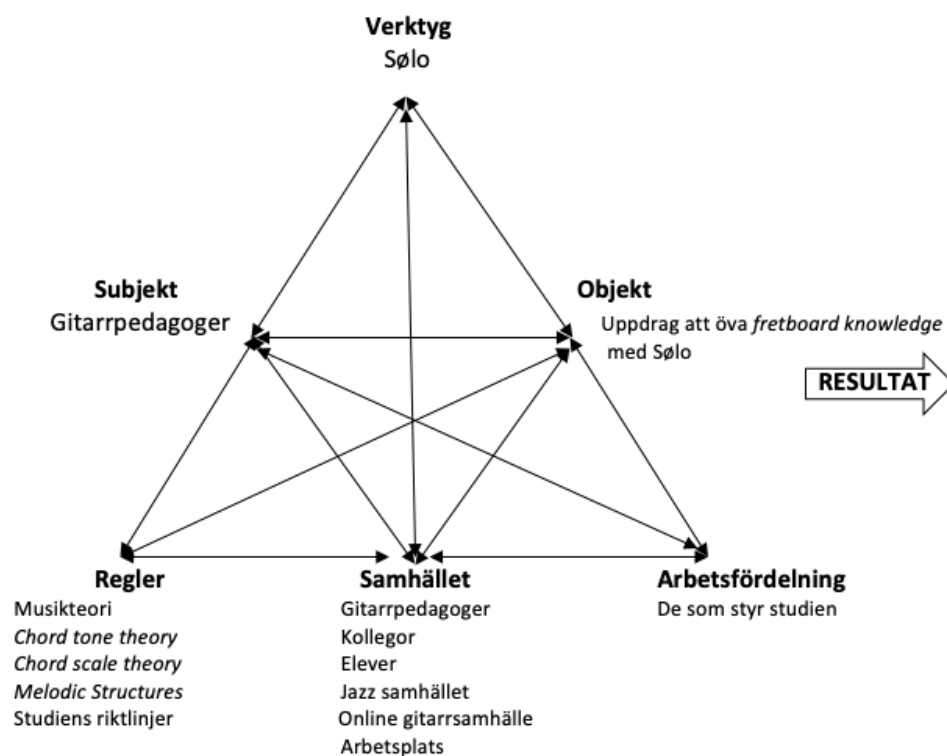 Verktyg
Sølo
Subjekt
Gitarrpedagoger
Objekt
Uppdrag att öva fretboard knowledge
med Sølo
RESULTAT
Regler
Musikteori
Chord tone theory
Chord scale theory
Melodic Structures
Studiens riktlinjer
Samhället
Gitarrpedagoger
Kollegor
Elever
Jazz samhället
Online gitarrsamhälle
Arbetsplats
Arbetsfördelning
De som styr studien